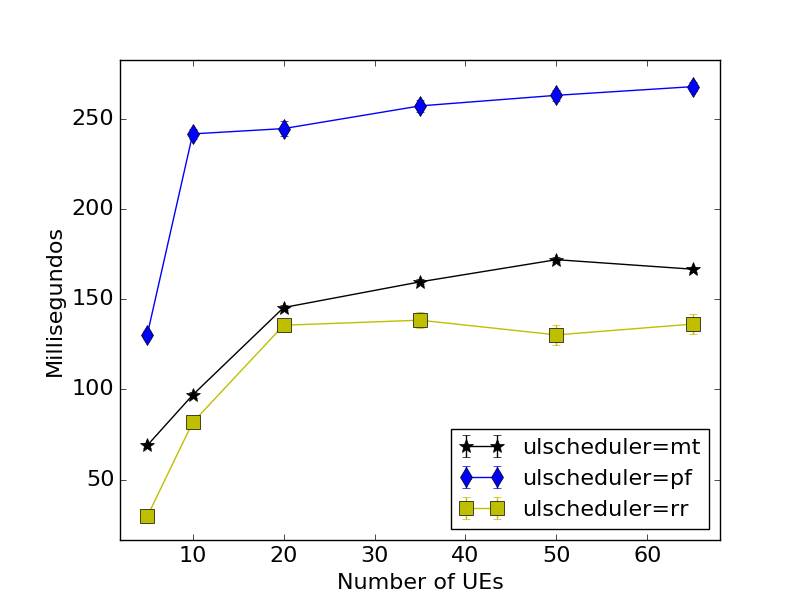 250
200
150
100
50
Millisegundos
10 20 30 40 50 60
Number of UEs
ulscheduler=mt
ulscheduler=pf
ulscheduler=rr